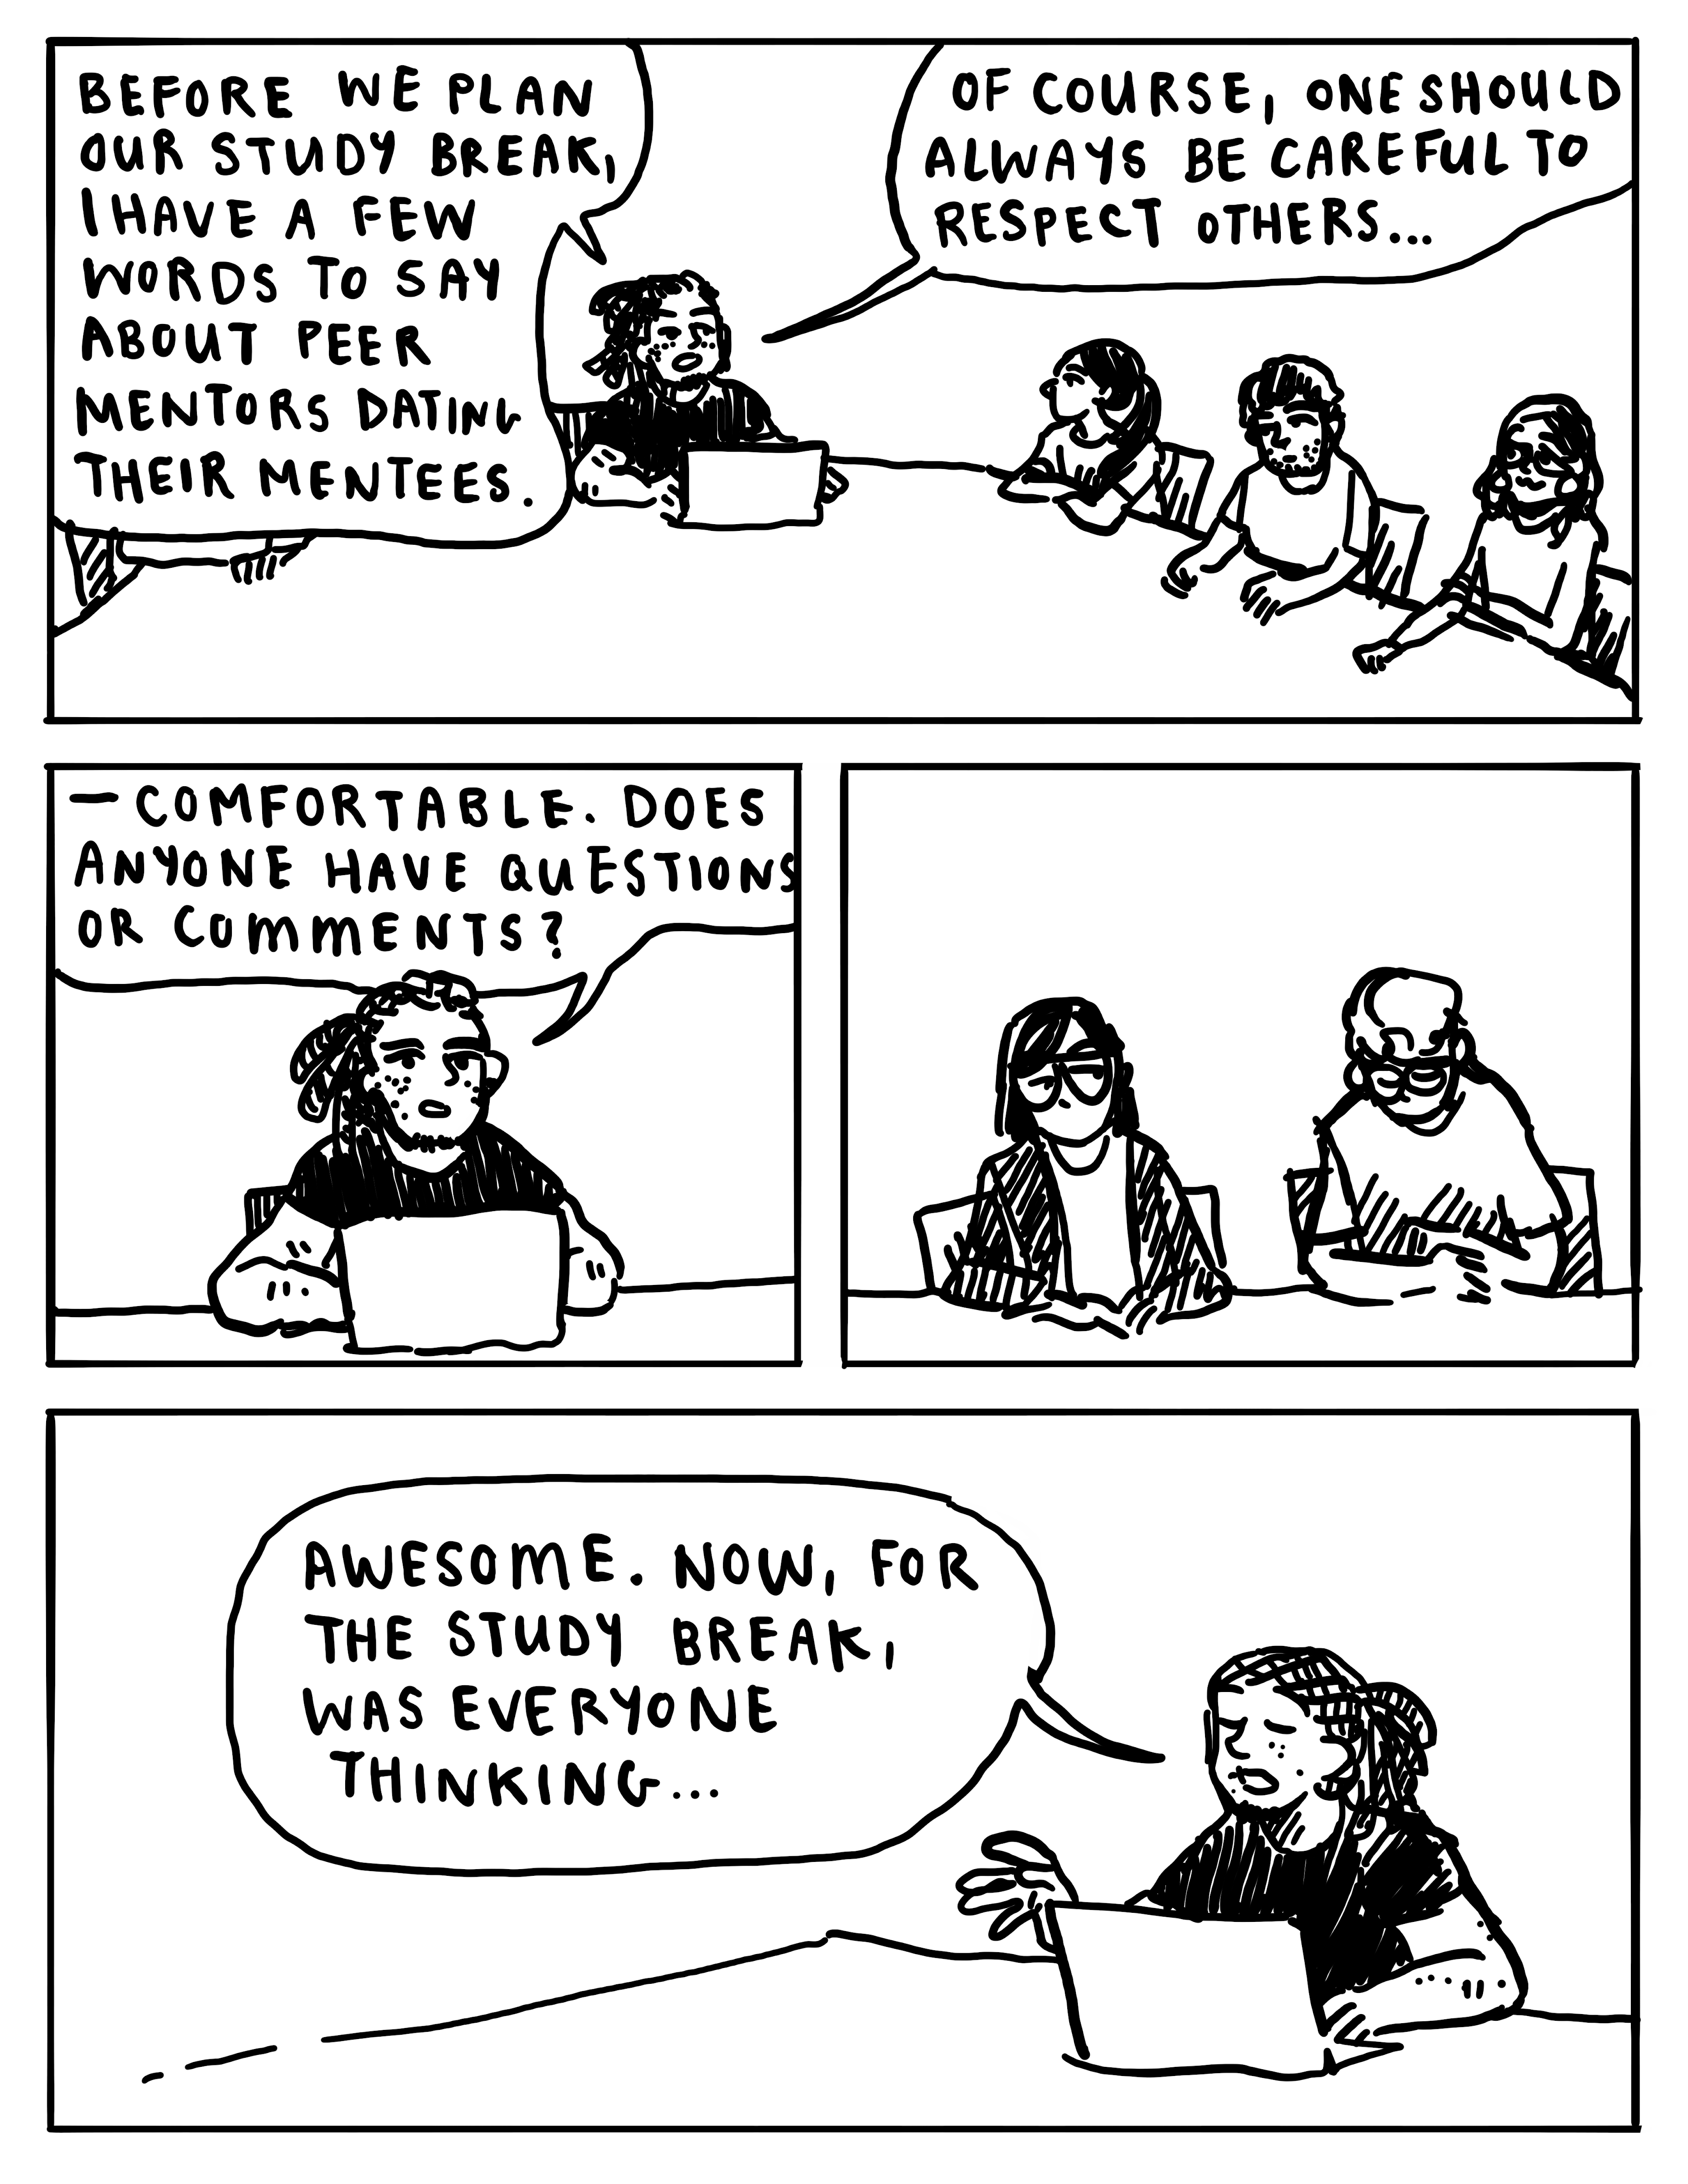 BEFORE WE PLAN
OUR STUDY BREAK,
I HAVE A FEW
WORDS TO SAY
ABOUT PEER
MENTORS DATING
THEIR MENTEES.
OF COURSE, ONE SHOULD
ALWAYS BE CAREFUL TO
RESPECT OTHERS...
— COMFORTABLE. DOES
ANYONE HAVE QUESTIONS
OR COMMENTS?
AWESOME. NOW, FOR
THE STUDY BREAK,
WAS EVERYONE
THINKING...